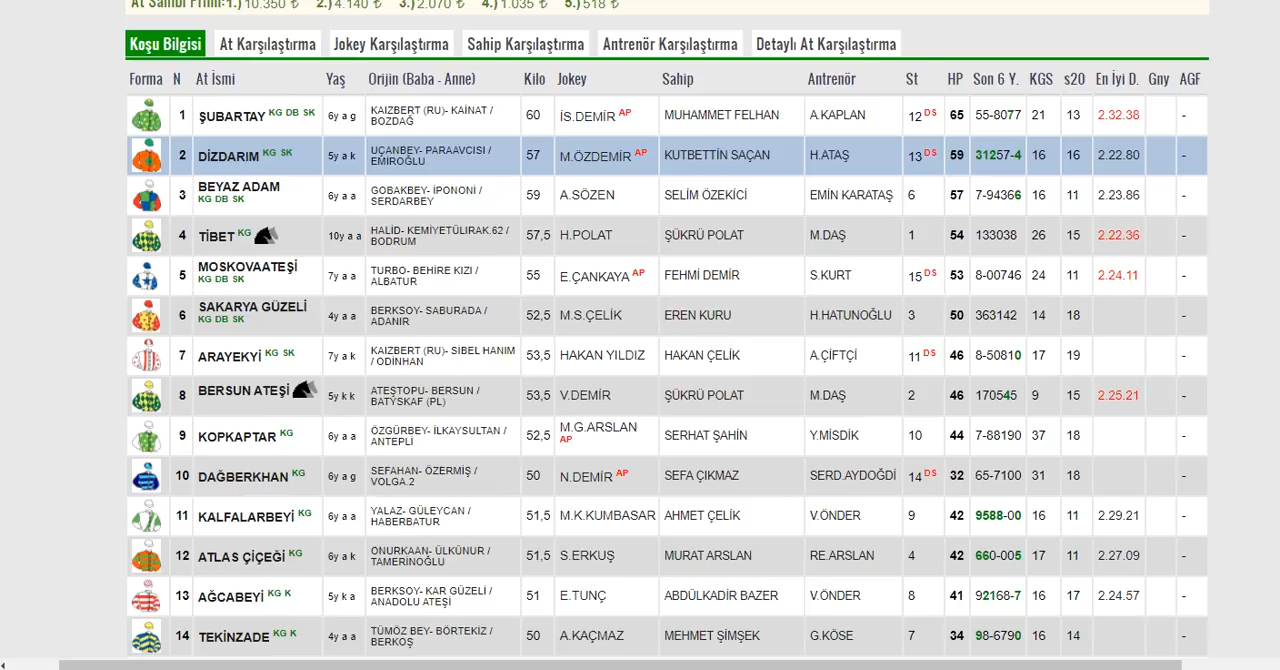 At Sahibi Primi:1.) 10.350 ₺ 2.) 4.140 ₺ 3.) 2.070 ₺ 4.) 1.035 ₺ 5.) 518 ₺
Koşu Bilgisi At Karşılaştırma Jokey Karşılaştırma Sahip Karşılaştırma Antrenör Karşılaştırma Detaylı At Karşılaştırma
Forma N At İsmi Yaş Orijin (Baba - Anne) Kilo Jokey Sahip Antrenör St HP Son 6 Y. KGS s20 En İyi D. Gny AGF
1 ŞUBARTAY KG DB SK 6y a g KAIZBERT (RU)- KAİNAT / BOZDAĞ 60 İS.DEMİR AP MUHAMMET FELHAN A.KAPLAN 12 DS 65 55-8077 21 13 2.32.38 -
2 DİZDARIM KG SK 5y a k UÇANBEY- PARAAVCISI / EMİROĞLU 57 M.ÖZDEMİR AP KUTBETTİN SAÇAN H.ATAŞ 13 DS 59 31257-4 16 16 2.22.80 -
3 BEYAZ ADAM KG DB SK 6y a a GOBAKBEY- İPONONİ / SERDARBEY 59 A.SÖZEN SELİM ÖZEKİCİ EMİN KARATAŞ 6 57 7-94366 16 11 2.23.86 -
4 TİBET KG 10y a a HALİD- KEMİYETÜLIRAK.62 / BODRUM 57,5 H.POLAT ŞÜKRÜ POLAT M.DAŞ 1 54 133038 26 15 2.22.36 -
5 MOSKOVAATEŞİ KG DB SK 7y a a TURBO- BEHİRE KIZI / ALBATUR 55 E.ÇANKAYA AP FEHMİ DEMİR S.KURT 15 DS 53 8-00746 24 11 2.24.11 -
6 SAKARYA GÜZELİ KG DB SK 4y a a BERKSOY- SABURADA / ADANIR 52,5 M.S.ÇELİK EREN KURU H.HATUNOĞLU 3 50 363142 14 18 -
7 ARAYEKYİ KG SK 7y a k KAIZBERT (RU)- SİBEL HANIM / ODİNHAN 53,5 HAKAN YILDIZ HAKAN ÇELİK A.ÇİFTÇİ 11 DS 46 8-50810 17 19 -
8 BERSUN ATEŞİ 5y k k ATEŞTOPU- BERSUN / BATÝSKAF (PL) 53,5 V.DEMİR ŞÜKRÜ POLAT M.DAŞ 2 46 170545 9 15 2.25.21 -
9 KOPKAPTAR KG 6y a a ÖZGÜRBEY- İLKAYSULTAN / ANTEPLİ 52,5 M.G.ARSLAN AP SERHAT ŞAHİN Y.MİSDİK 10 44 7-88190 37 18 -
10 DAĞBERKHAN KG 6y a g SEFAHAN- ÖZERMİŞ / VOLGA.2 50 N.DEMİR AP SEFA ÇIKMAZ SERD.AYDOĞDİ 14 DS 32 65-7100 31 18 -
11 KALFALARBEYİ KG 6y a a YALAZ- GÜLEYCAN / HABERBATUR 51,5 M.K.KUMBASAR AHMET ÇELİK V.ÖNDER 9 42 9588-00 16 11 2.29.21 -
12 ATLAS ÇİÇEĞİ KG 6y a k ONURKAAN- ÜLKÜNUR / TAMERİNOĞLU 51,5 S.ERKUŞ MURAT ARSLAN RE.ARSLAN 4 42 660-005 17 11 2.27.09 -
13 AĞCABEYİ KG K 5y k a BERKSOY- KAR GÜZELİ / ANADOLU ATEŞİ 51 E.TUNÇ ABDÜLKADİR BAZER V.ÖNDER 8 41 92168-7 16 17 2.24.57 -
14 TEKİNZADE KG K 4y a a TÜMÖZ BEY- BÖRTEKİZ / BERKOŞ 50 A.KAÇMAZ MEHMET ŞİMŞEK G.KÖSE 7 34 98-6790 16 14 -